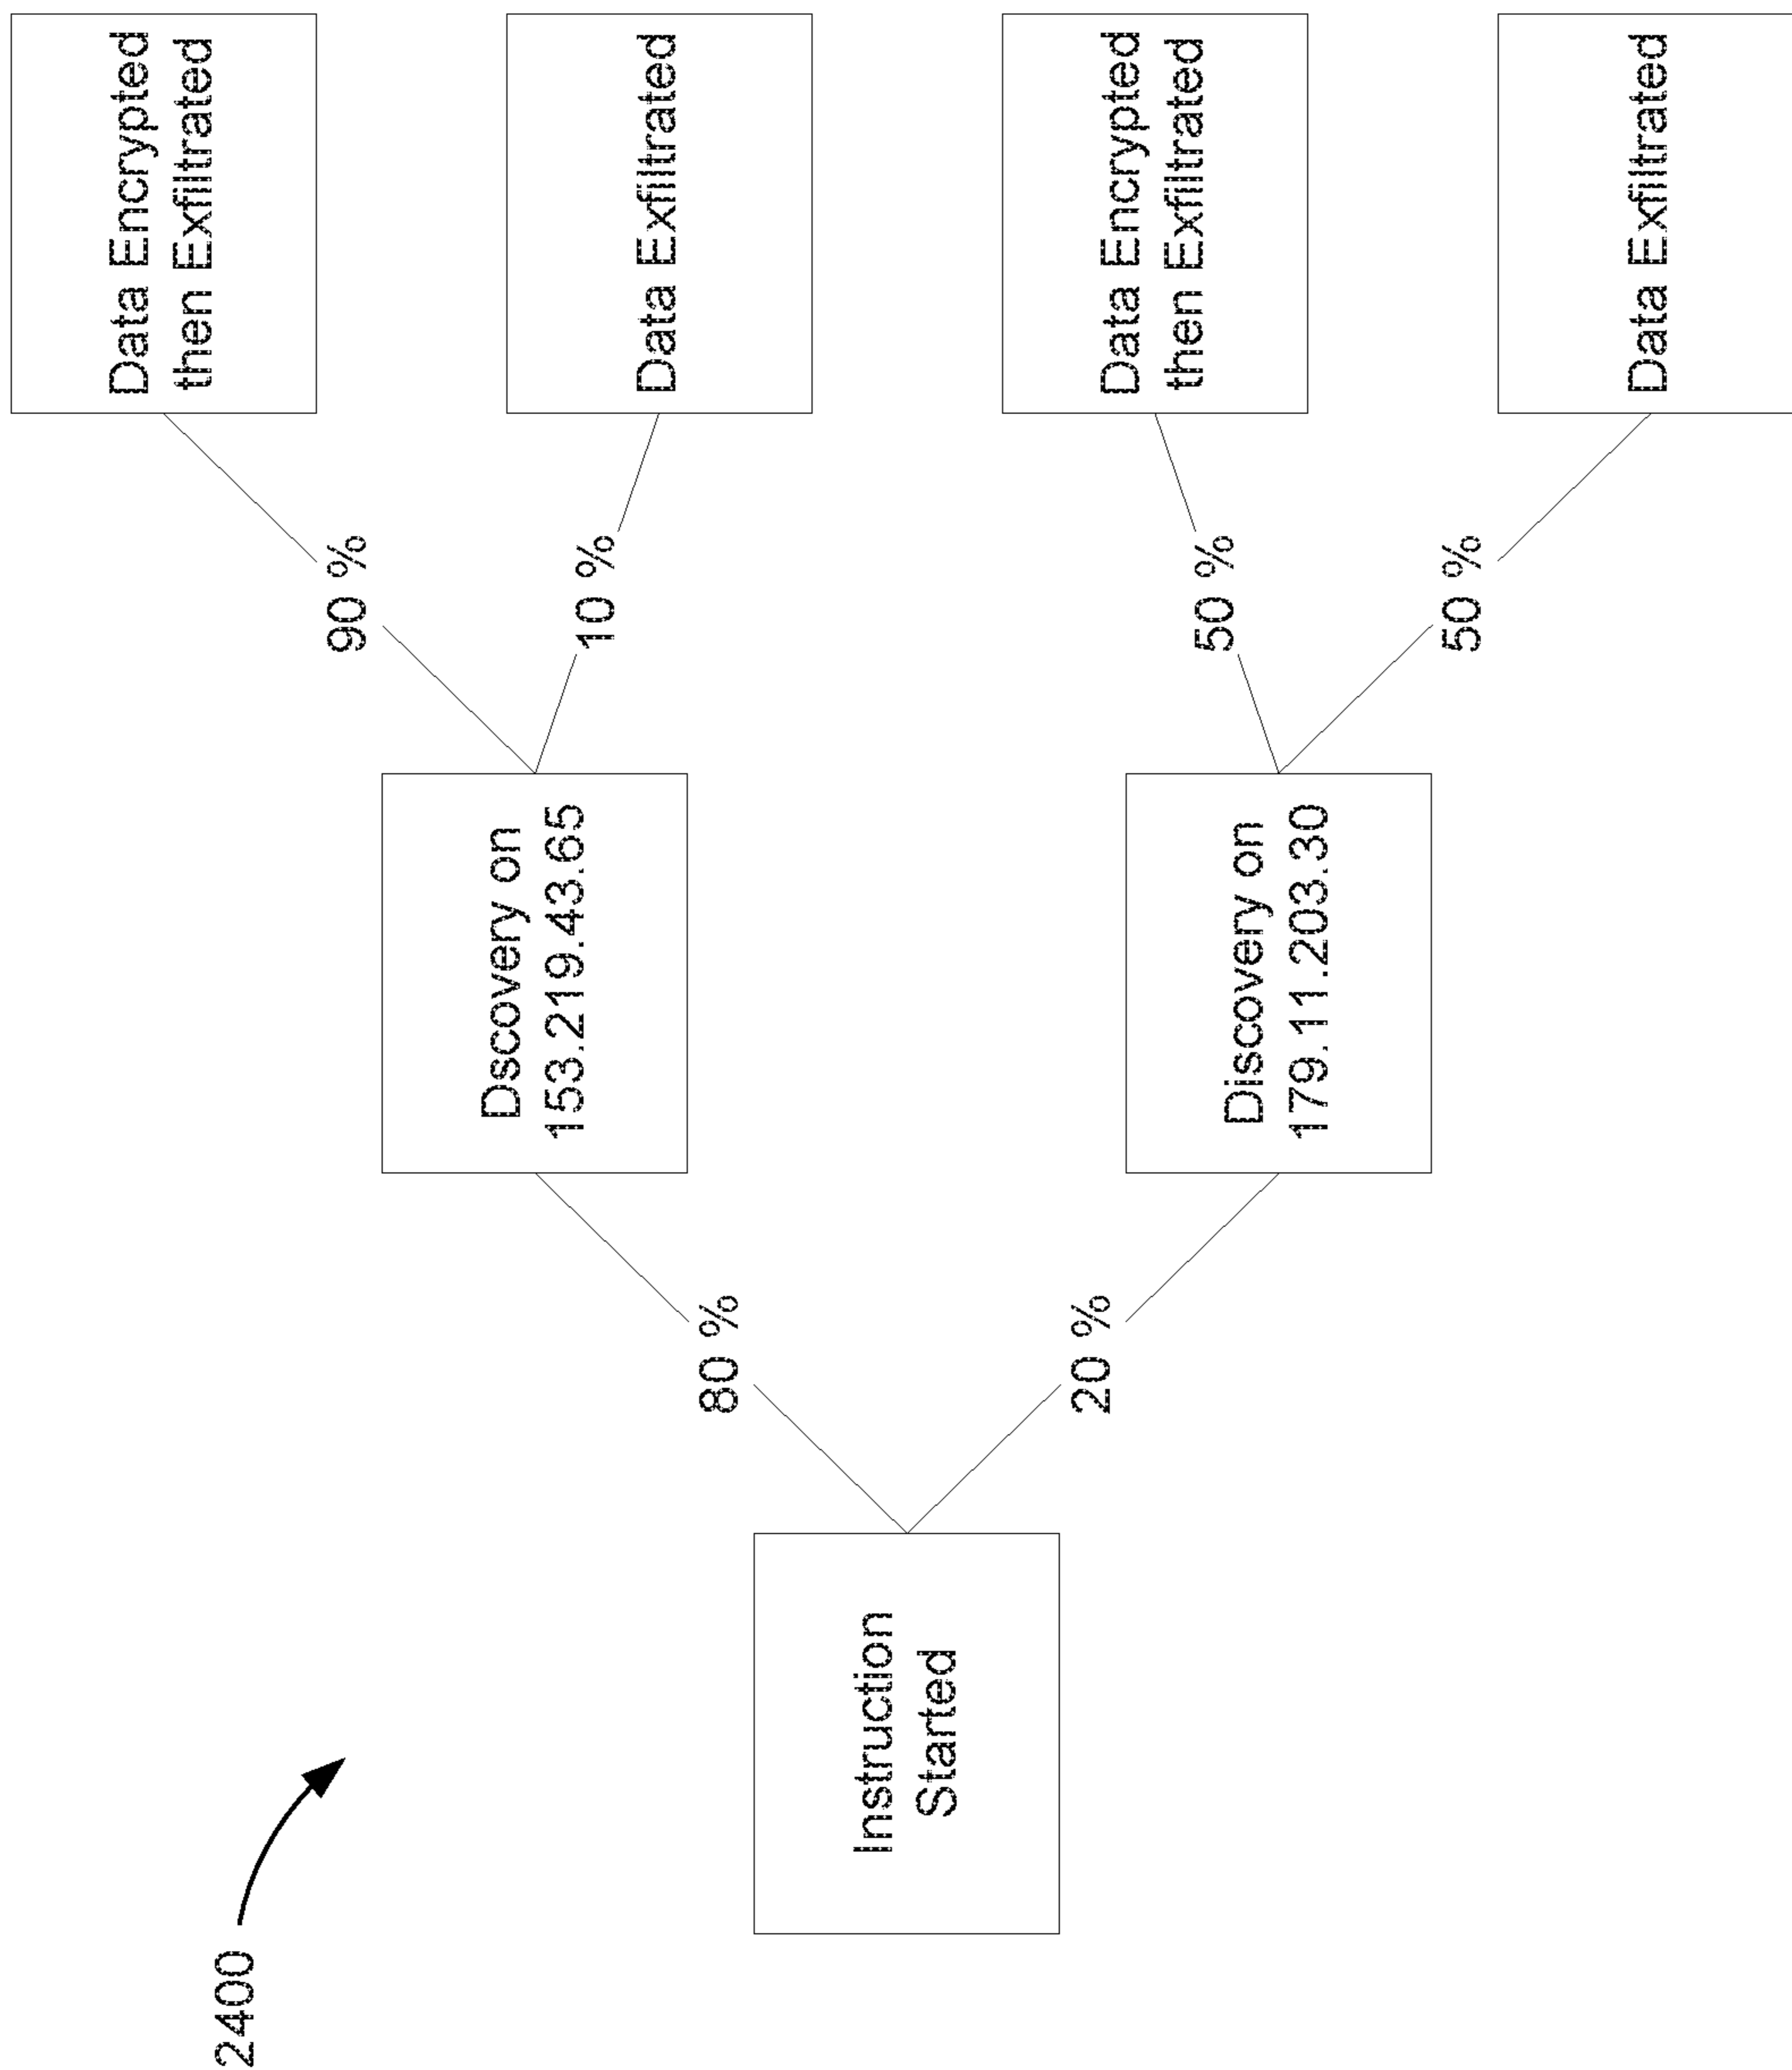 2400
Instruction
Started
80 %
20 %
Dscovery on
153.219.43.65
Discovery on
179.11.203.30
90 %
10 %
50 %
50 %
Data Encrypted
then Exfiltrated
Data Exfiltrated
Data Encrypted
then Exfiltrated
Data Exfiltrated